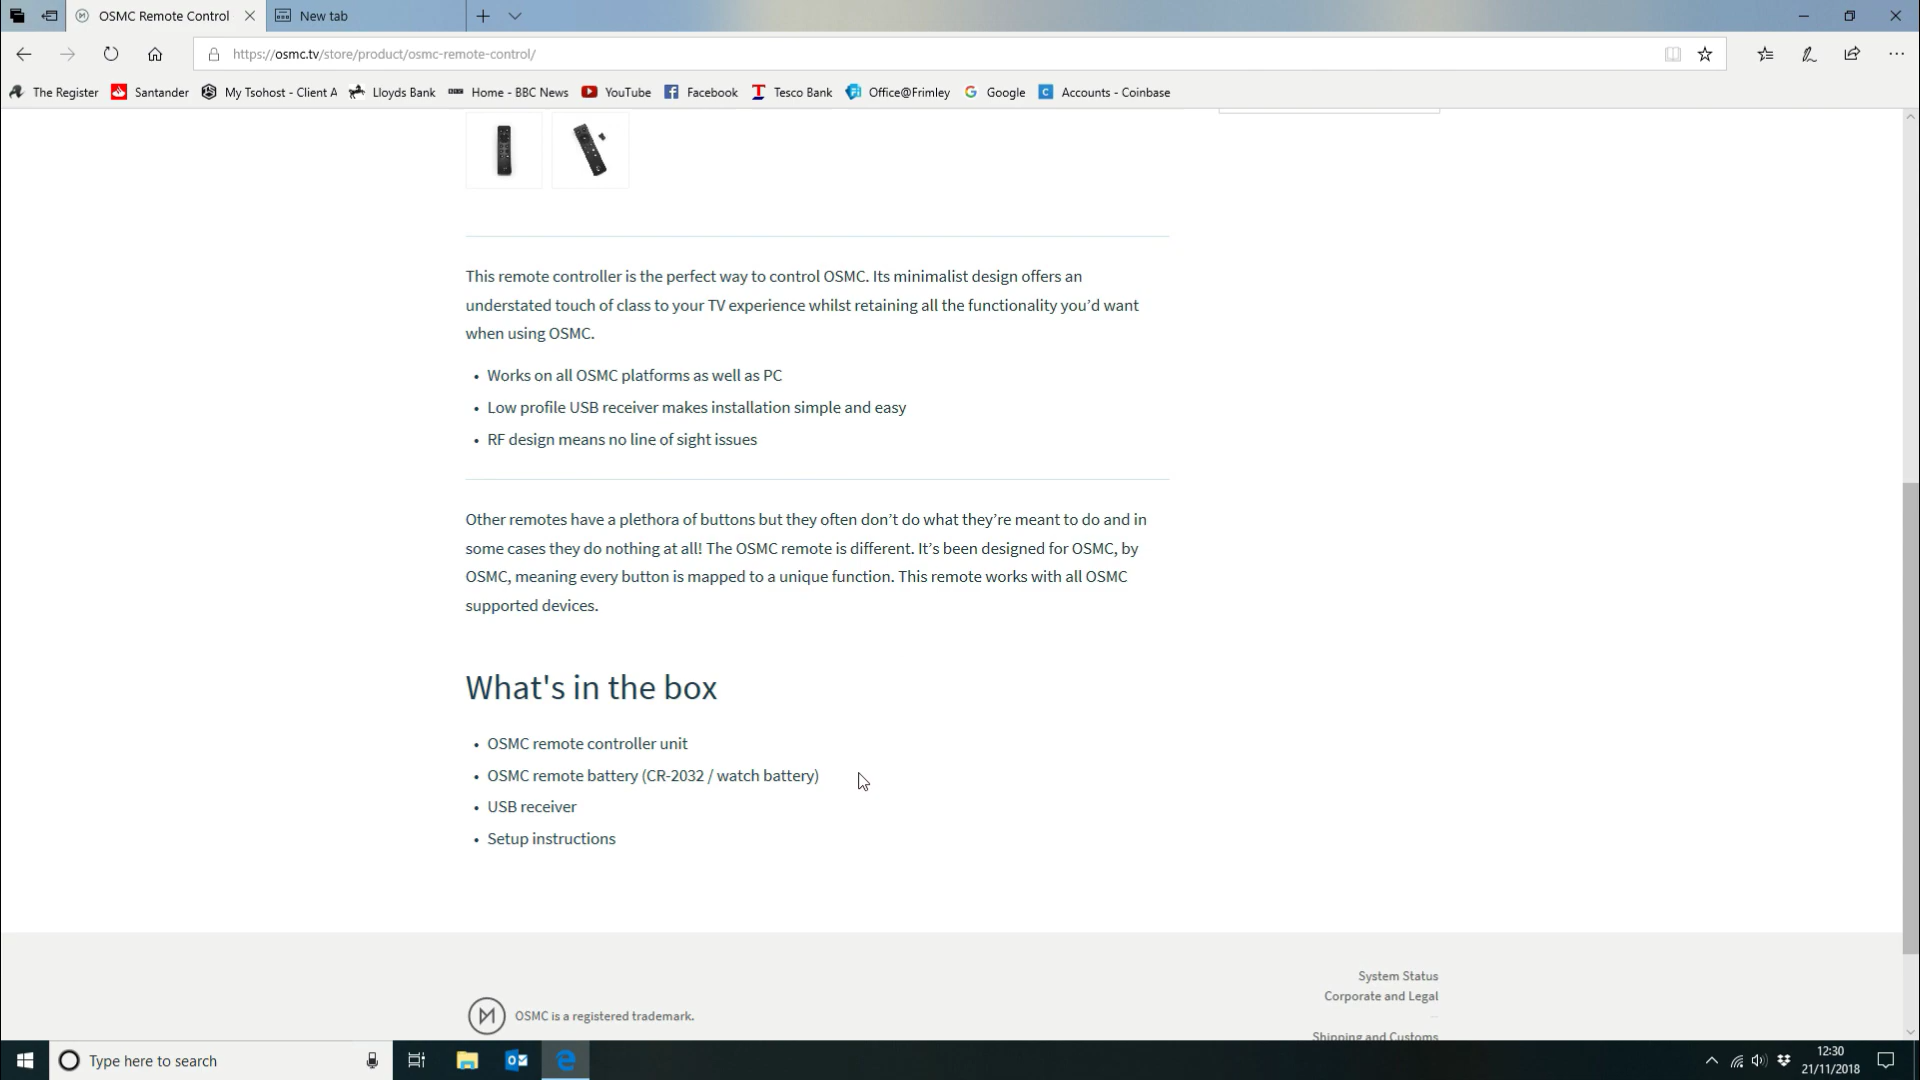 OSMC Remote Control
New tab
https://osmc.tv/store/product/osmc-remote-control/
The Register Santander My Tsohost - Client A Lloyds Bank Home - BBC News YouTube Facebook Tesco Bank Office@Frimley Google Accounts - Coinbase
This remote controller is the perfect way to control OSMC. Its minimalist design offers an
understated touch of class to your TV experience whilst retaining all the functionality you’d want
when using OSMC.
• Works on all OSMC platforms as well as PC
• Low profile USB receiver makes installation simple and easy
• RF design means no line of sight issues
Other remotes have a plethora of buttons but they often don’t do what they’re meant to do and in
some cases they do nothing at all! The OSMC remote is different. It’s been designed for OSMC, by
OSMC, meaning every button is mapped to a unique function. This remote works with all OSMC
supported devices.
What's in the box
• OSMC remote controller unit
• OSMC remote battery (CR-2032 / watch battery)
• USB receiver
• Setup instructions
System Status
Corporate and Legal
OSMC is a registered trademark.
Shipping and Customs
Type here to search
12:30
21/11/2018